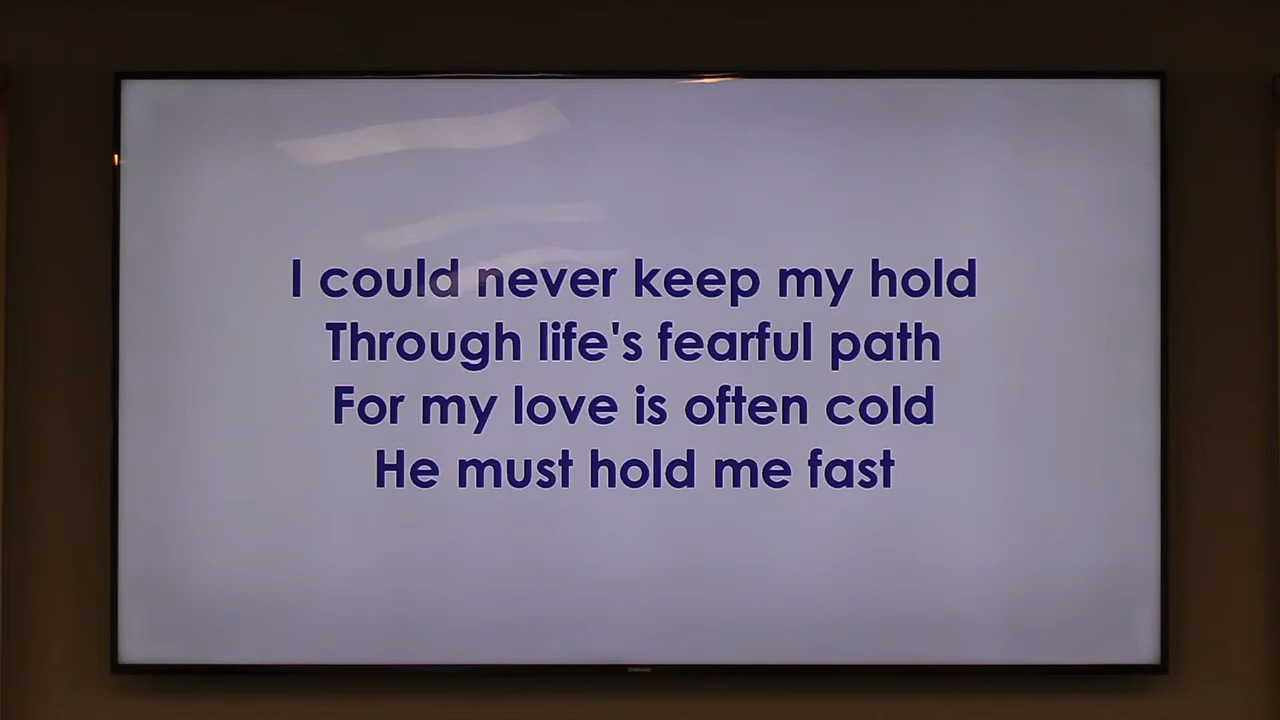 I could never keep my hold
Through life's fearful path
For my love is often cold
He must hold me fast